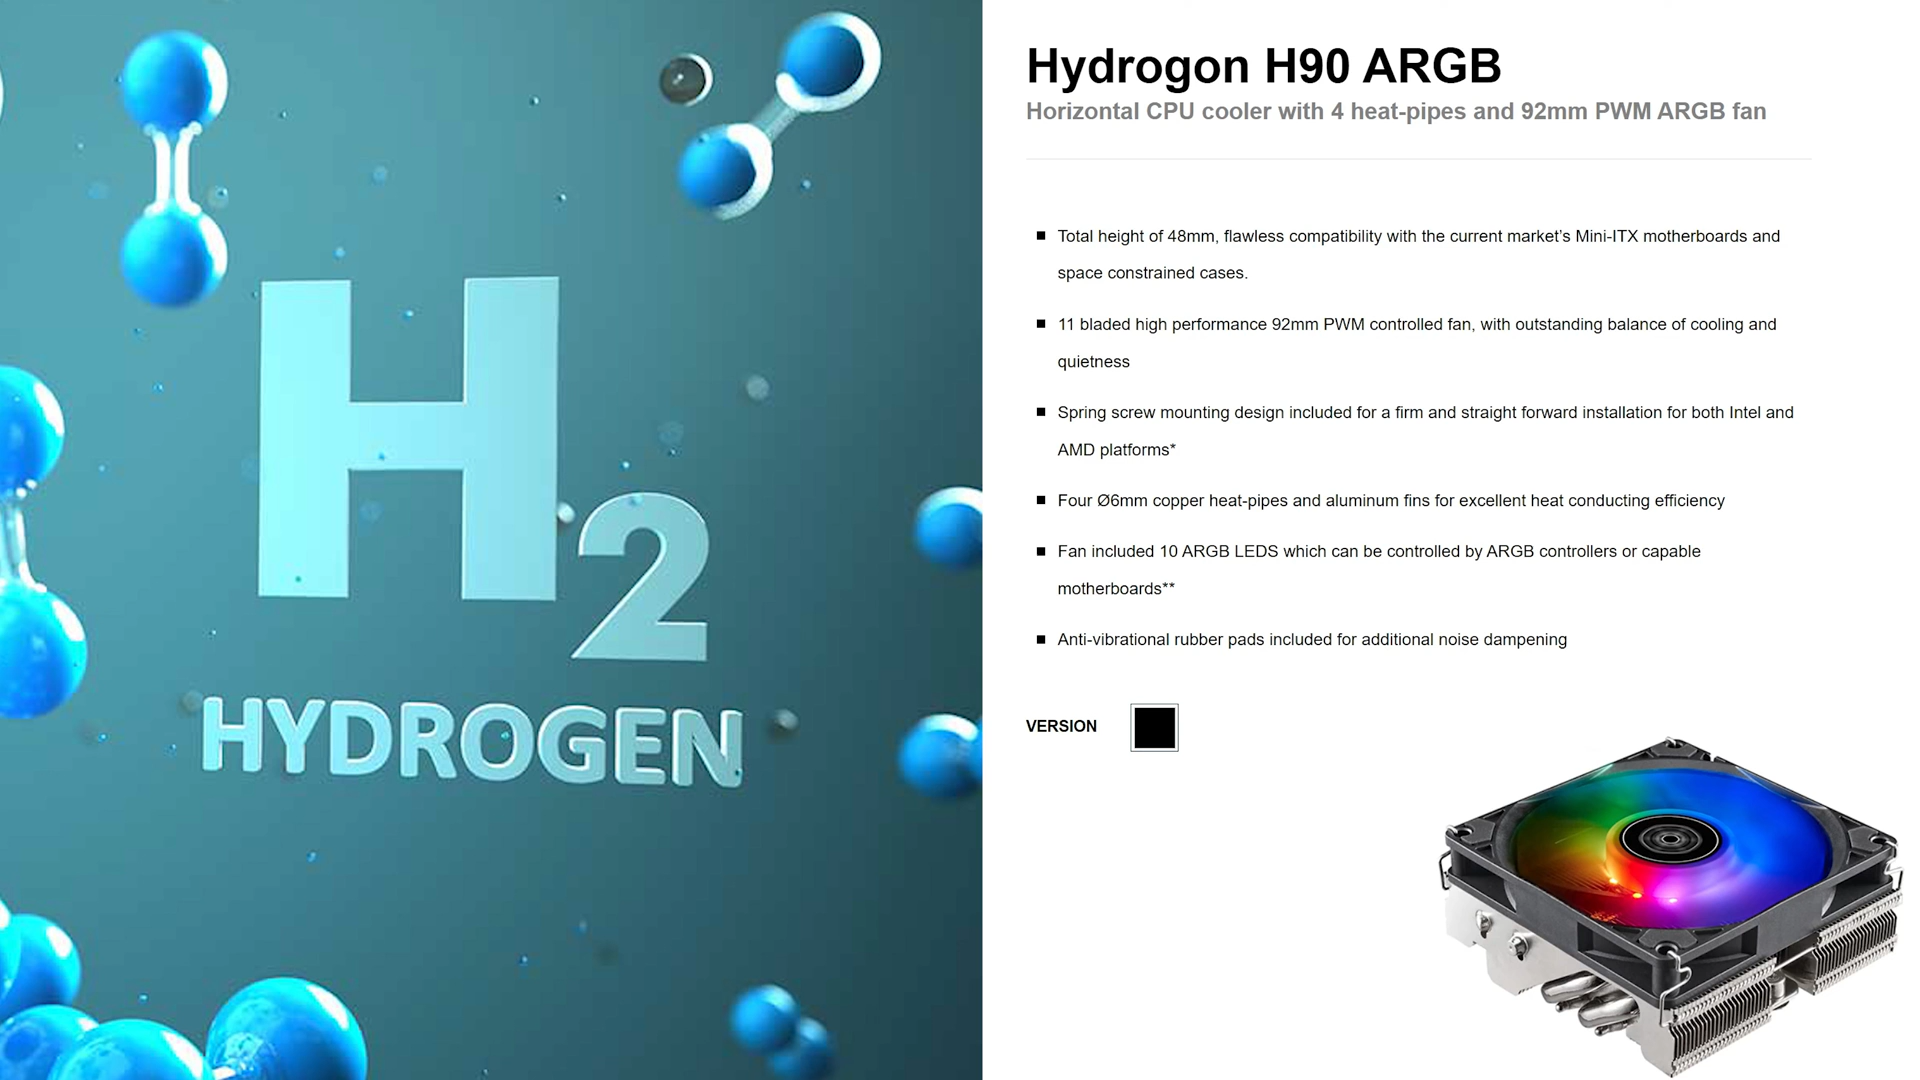 H2
HYDROGEN
Hydrogon H90 ARGB
Horizontal CPU cooler with 4 heat-pipes and 92mm PWM ARGB fan
■ Total height of 48mm, flawless compatibility with the current market’s Mini-ITX motherboards and
space constrained cases.
■ 11 bladed high performance 92mm PWM controlled fan, with outstanding balance of cooling and
quietness
■ Spring screw mounting design included for a firm and straight forward installation for both Intel and
AMD platforms*
■ Four Ø6mm copper heat-pipes and aluminum fins for excellent heat conducting efficiency
■ Fan included 10 ARGB LEDS which can be controlled by ARGB controllers or capable
motherboards**
■ Anti-vibrational rubber pads included for additional noise dampening
VERSION